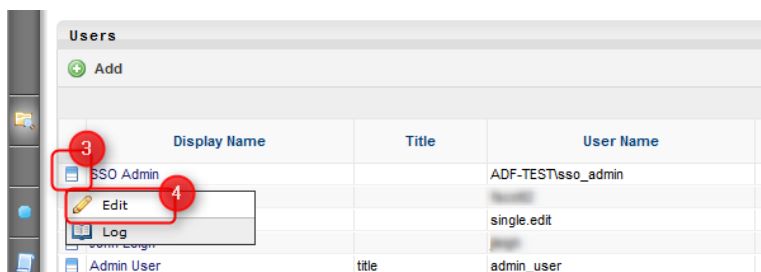 Users
Add
Display Name Title User Name
3
SSO Admin ADF-TEST\sso_admin
4
Edit
single.edit
Log
Admin User title admin_user